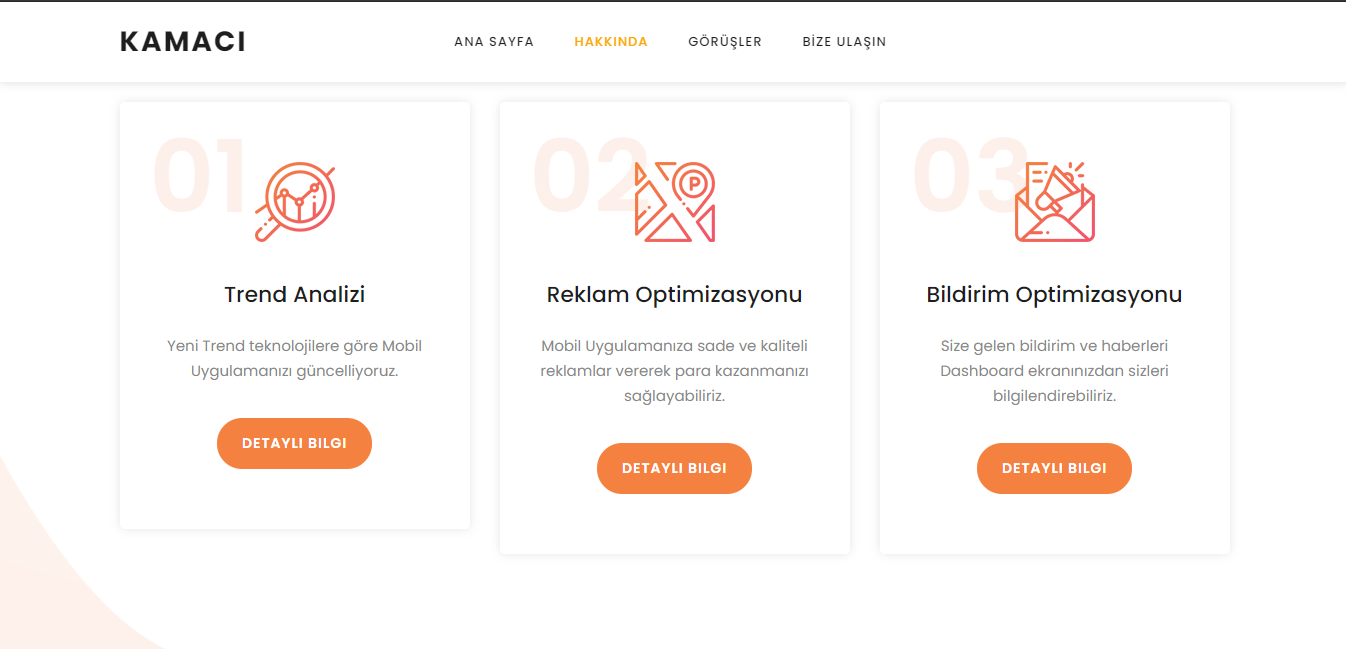 KAMACI
ANA SAYFA
HAKKINDA
GÖRÜŞLER
BİZE ULAŞIN
01
Trend Analizi
Yeni Trend teknolojilere göre Mobil
Uygulamanızı güncelliyoruz.
DETAYLI BILGI
02
P
Reklam Optimizasyonu
Mobil Uygulamanıza sade ve kaliteli
reklamlar vererek para kazanmanızı
sağlayabiliriz.
DETAYLI BILGI
03
Bildirim Optimizasyonu
Size gelen bildirim ve haberleri
Dashboard ekranınızdan sizleri
bilgilendirebiliriz.
DETAYLI BILGI